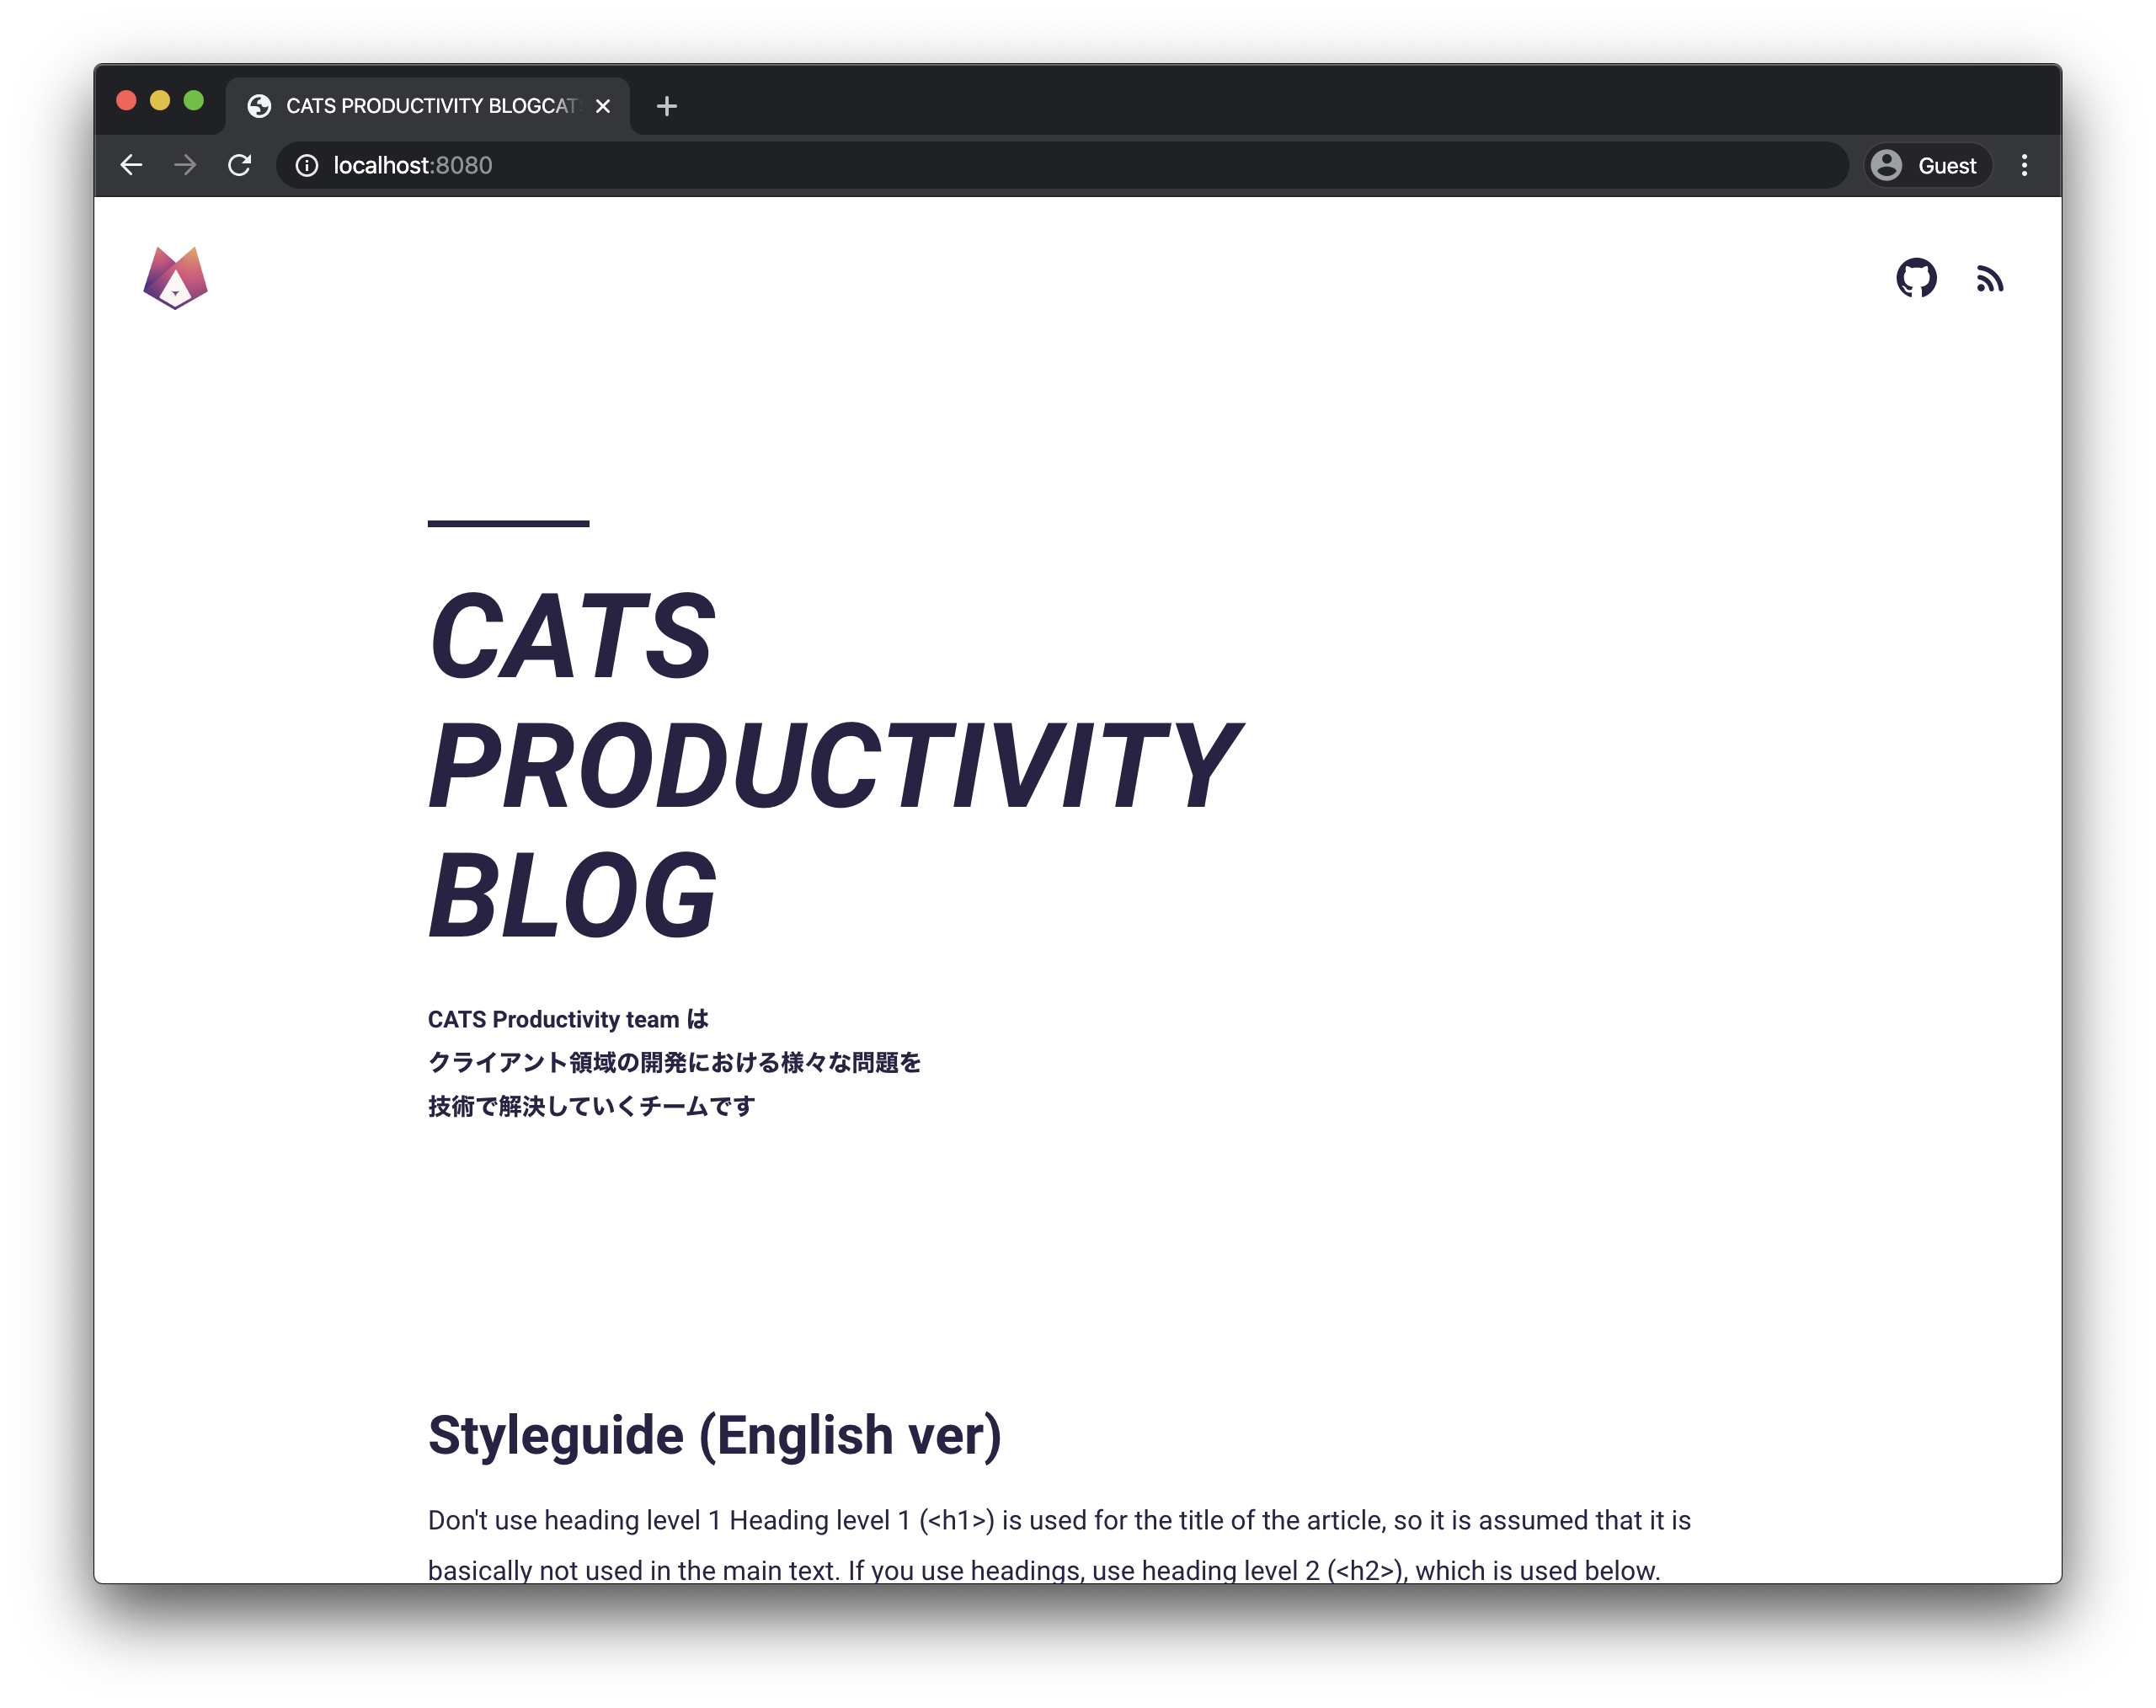 CATS PRODUCTIVITY BLOGCAT
localhost:8080
Guest
CATS
PRODUCTIVITY
BLOG
CATS Productivity team は
クライアント領域の開発における様々な問題を
技術で解決していくチームです
Styleguide (English ver)
Don't use heading level 1 Heading level 1 (<h1>) is used for the title of the article, so it is assumed that it is
basically not used in the main text. If you use headings, use heading level 2 (<h2>), which is used below.